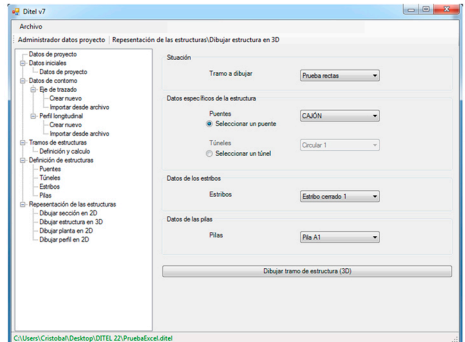 Ditel v7
Archivo
Administrador datos proyecto
Representación de las estructuras\Dibujar estructura en 3D
Datos de proyecto
Datos iniciales
Datos de proyecto
Datos de contorno
Eje de trazado
Crear nuevo
Importar desde archivo
Perfil longitudinal
Crear nuevo
Importar desde archivo
Tramos de estructuras
Definición y calculo
Definición de estructuras
Puentes
Túneles
Estribos
Pilas
Representación de las estructuras
Dibujar sección en 2D
Dibujar estructura en 3D
Dibujar planta en 2D
Dibujar perfil en 2D
Situación
Tramo a dibujar
Prueba rectas
Datos específicos de la estructura
Puentes
CAJÓN
Seleccionar un puente
Túneles
Circular 1
Seleccionar un túnel
Datos de los estribos
Estribos
Estribo cerrado 1
Datos de las pilas
Pilas
Pila A1
Dibujar tramo de estructura (3D)
C:\Users\Cristobal\Desktop\DITEL 22\PruebaExcel.ditel